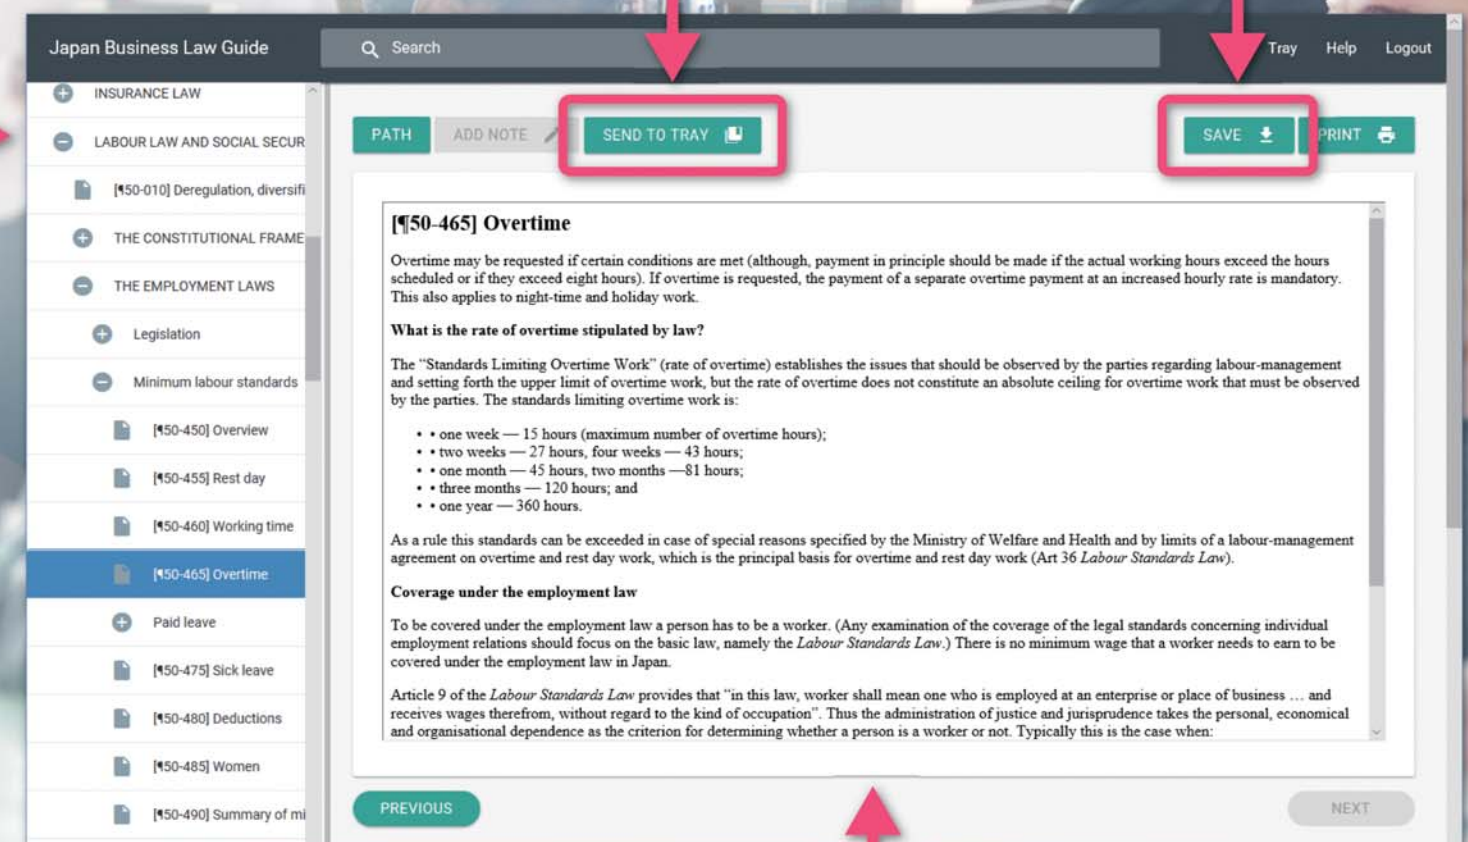 Japan Business Law Guide
Search
Tray Help Logout
INSURANCE LAW
LABOUR LAW AND SOCIAL SECUR
[¶50-010] Deregulation, diversifi
THE CONSTITUTIONAL FRAME
THE EMPLOYMENT LAWS
Legislation
Minimum labour standards
[¶50-450] Overview
[¶50-455] Rest day
[¶50-460] Working time
[¶50-465] Overtime
Paid leave
[¶50-475] Sick leave
[¶50-480] Deductions
[¶50-485] Women
[¶50-490] Summary of mi
PATH ADD NOTE SEND TO TRAY SAVE PRINT
[¶50-465] Overtime
Overtime may be requested if certain conditions are met (although, payment in principle should be made if the actual working hours exceed the hours
scheduled or if they exceed eight hours). If overtime is requested, the payment of a separate overtime payment at an increased hourly rate is mandatory.
This also applies to night-time and holiday work.
What is the rate of overtime stipulated by law?
The “Standards Limiting Overtime Work” (rate of overtime) establishes the issues that should be observed by the parties regarding labour-management
and setting forth the upper limit of overtime work, but the rate of overtime does not constitute an absolute ceiling for overtime work that must be observed
by the parties. The standards limiting overtime work is:
• • one week — 15 hours (maximum number of overtime hours);
• • two weeks — 27 hours, four weeks — 43 hours;
• • one month — 45 hours, two months —81 hours;
• • three months — 120 hours; and
• • one year — 360 hours.
As a rule this standards can be exceeded in case of special reasons specified by the Ministry of Welfare and Health and by limits of a labour-management
agreement on overtime and rest day work, which is the principal basis for overtime and rest day work (Art 36 Labour Standards Law).
Coverage under the employment law
To be covered under the employment law a person has to be a worker. (Any examination of the coverage of the legal standards concerning individual
employment relations should focus on the basic law, namely the Labour Standards Law.) There is no minimum wage that a worker needs to earn to be
covered under the employment law in Japan.
Article 9 of the Labour Standards Law provides that “in this law, worker shall mean one who is employed at an enterprise or place of business … and
receives wages therefrom, without regard to the kind of occupation”. Thus the administration of justice and jurisprudence takes the personal, economical
and organisational dependence as the criterion for determining whether a person is a worker or not. Typically this is the case when:
PREVIOUS NEXT